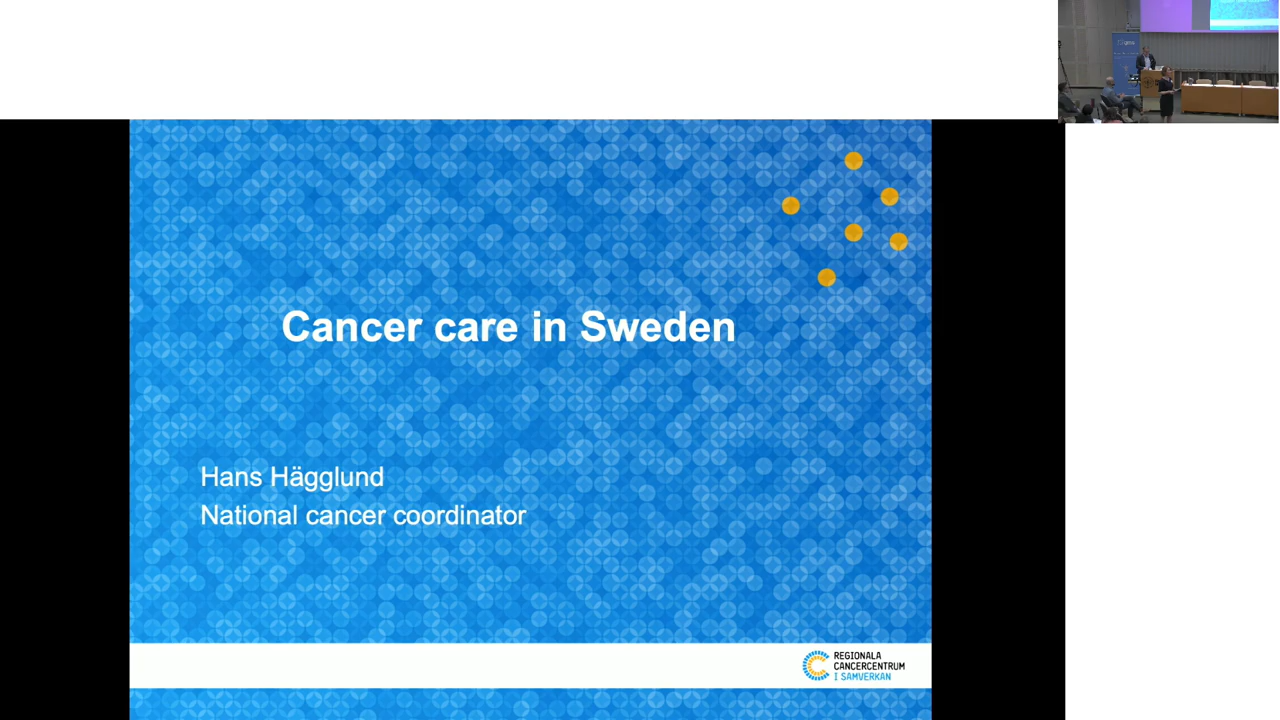 Cancer care in Sweden
Hans Hägglund
National cancer coordinator
REGIONALA
CANCERCENTRUM
I SAMVERKAN